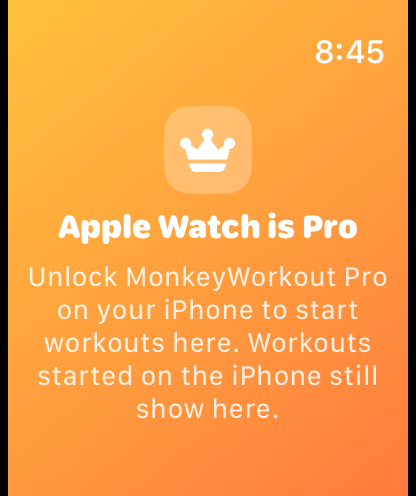 8:45
Apple Watch is Pro
Unlock MonkeyWorkout Pro
on your iPhone to start
workouts here. Workouts
started on the iPhone still
show here.